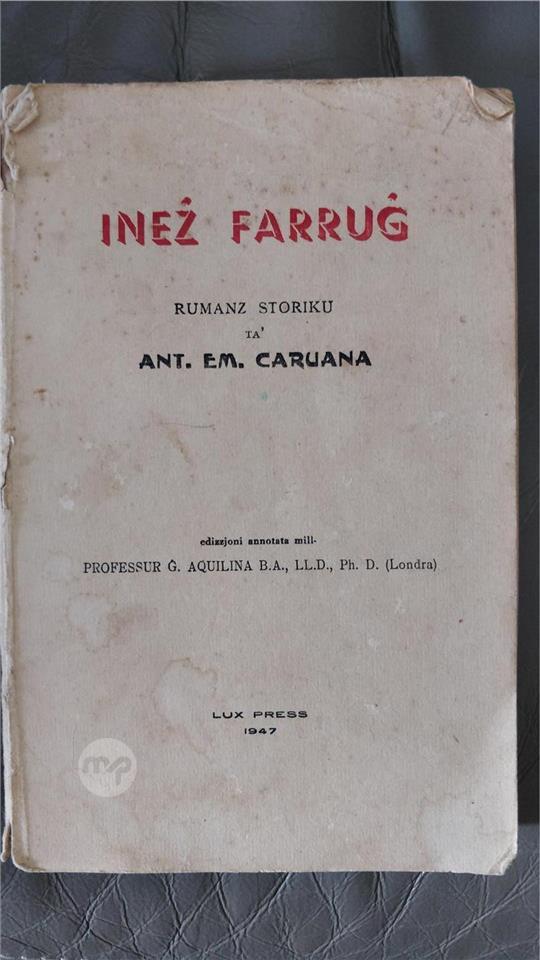 INEŻ FARRUĠ
RUMANZ STORIKU
TA'
ANT. EM. CARUANA
edizzjoni annotata mill-
PROFESSUR Ġ. AQUILINA B.A., LL.D., Ph. D. (Londra)
LUX PRESS
1947
mp